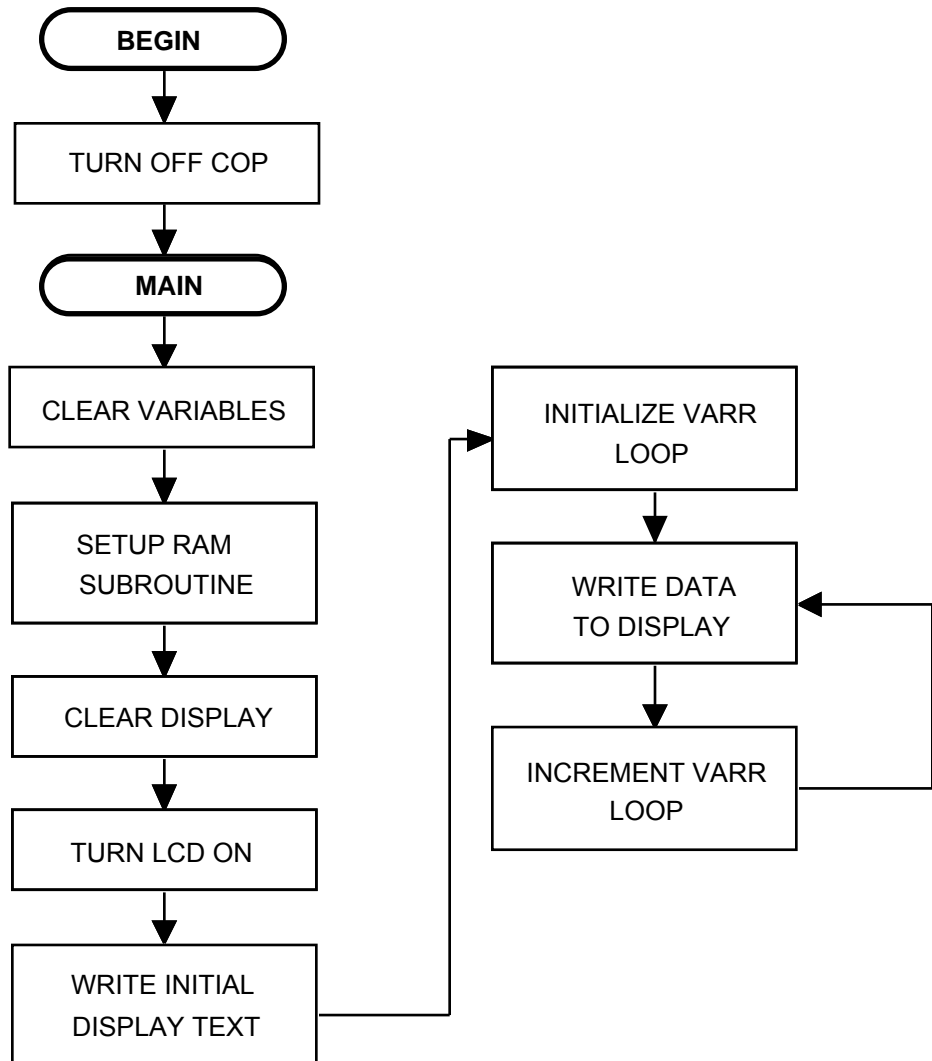 BEGIN
TURN OFF COP
MAIN
CLEAR VARIABLES
SETUP RAM
SUBROUTINE
CLEAR DISPLAY
TURN LCD ON
WRITE INITIAL
DISPLAY TEXT
INITIALIZE VARR
LOOP
WRITE DATA
TO DISPLAY
INCREMENT VARR
LOOP